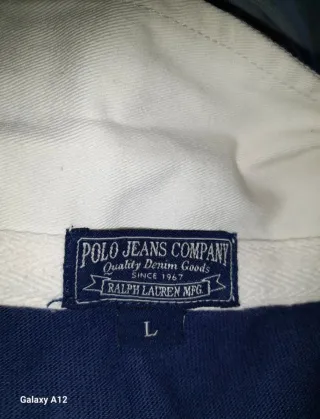 POLO JEANS COMPANY
Quality Denim Goods
SINCE 1967
RALPH LAUREN MFG.
L
Galaxy A12